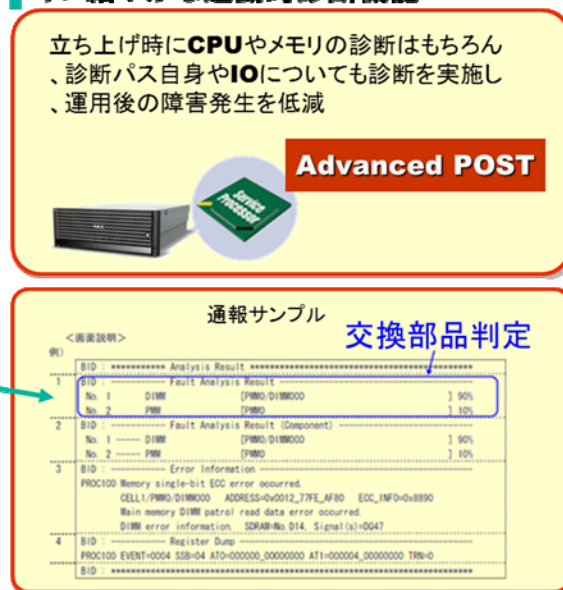 立ち上げ時にCPUやメモリの診断はもちろん
、診断パス自身やIOについても診断を実施し
、運用後の障害発生を低減
Advanced POST
Service
Processor
NEC
通報サンプル
<画面説明>
交換部品判定
例)
BID : *********** Analysis Result ***********************************
1 BID : ----------- Fault Analysis Result -----------------------------
No. 1 DIMM [PMM0/DIMM000 ] 90%
No. 2 PMM [PMM0 ] 10%
2 BID : ----------- Fault Analysis Result (Component) -----------------
No. 1 ----- DIMM [PMM0/DIMM000 ] 90%
No. 2 ----- PMM [PMM0 ] 10%
3 BID : ----------- Error Information ---------------------------------
PROC100 Memory single-bit ECC error occurred.
CELL1/PMM0/DIMM000 ADDRESS=0x0012_77FE_AF80 ECC_INFO=0x8890
Main memory DIMM patrol read data error occurred.
DIMM error information. SDRAM=No.D14, Signal(s)=DQ47
4 BID : ----------- Register Dump -------------------------------------
PROC100 EVENT=0004 SSB=04 AT0=000000_00000000 AT1=000004_00000000 TRN=0
BID : ***************************************************************